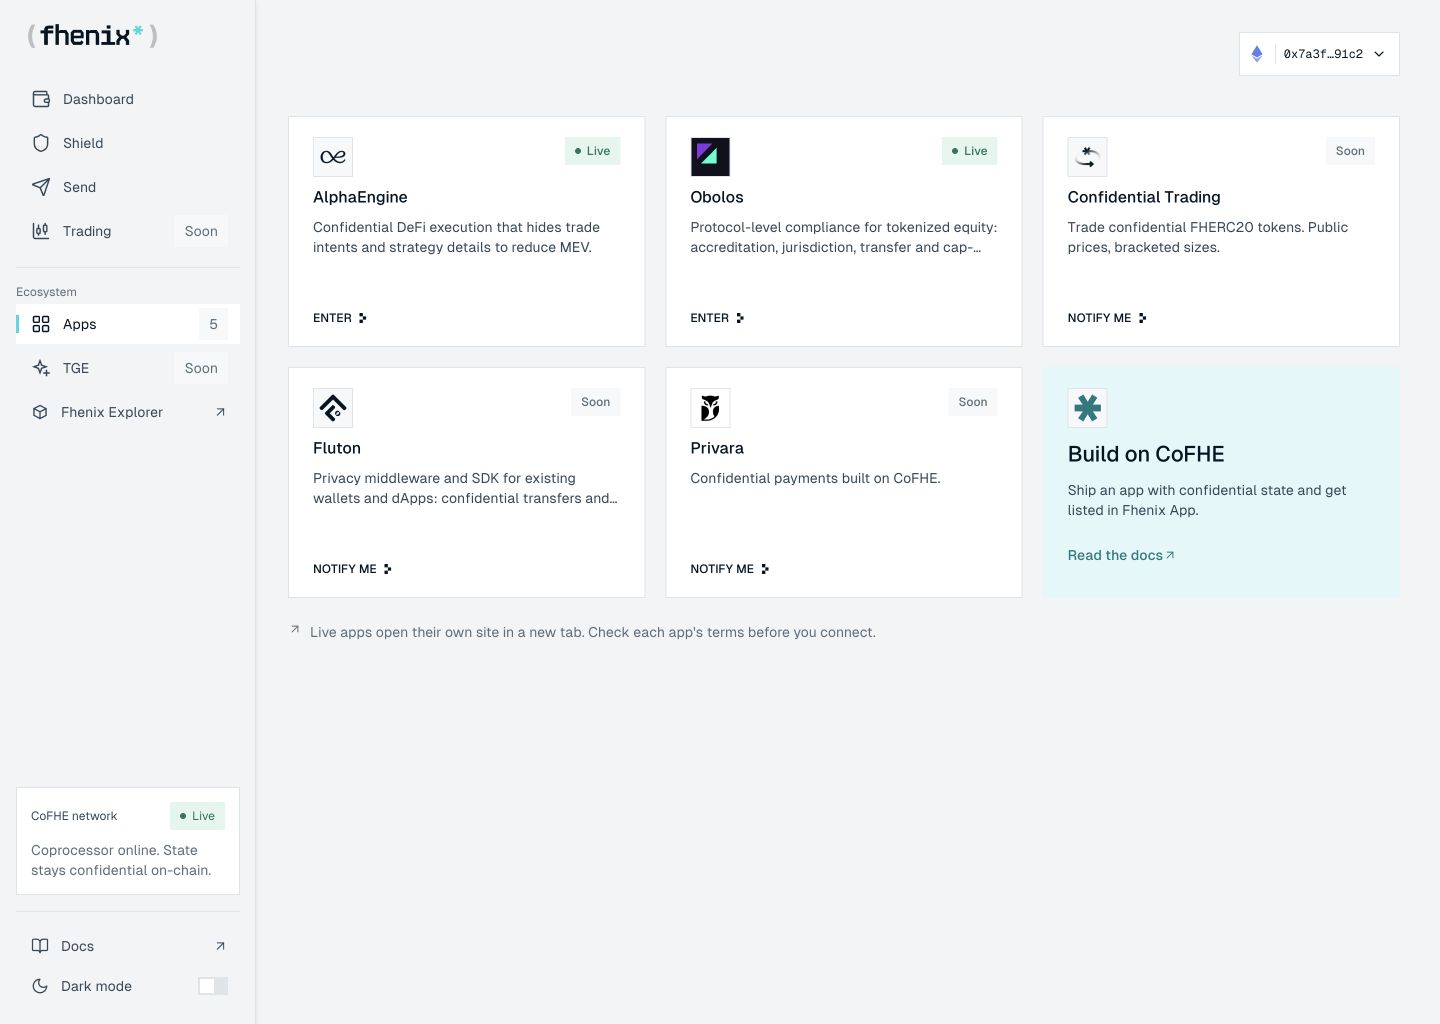 (fhenix*)
Dashboard
Shield
Send
Trading Soon
Ecosystem
Apps 5
TGE Soon
Fhenix Explorer
CoFHE network Live
Coprocessor online. State
stays confidential on-chain.
Docs
Dark mode
0x7a3f…91c2
Live
AlphaEngine
Confidential DeFi execution that hides trade
intents and strategy details to reduce MEV.
ENTER
Live
Obolos
Protocol-level compliance for tokenized equity:
accreditation, jurisdiction, transfer and cap-…
ENTER
Soon
Confidential Trading
Trade confidential FHERC20 tokens. Public
prices, bracketed sizes.
NOTIFY ME
Soon
Fluton
Privacy middleware and SDK for existing
wallets and dApps: confidential transfers and…
NOTIFY ME
Soon
Privara
Confidential payments built on CoFHE.
NOTIFY ME
Build on CoFHE
Ship an app with confidential state and get
listed in Fhenix App.
Read the docs
Live apps open their own site in a new tab. Check each app's terms before you connect.